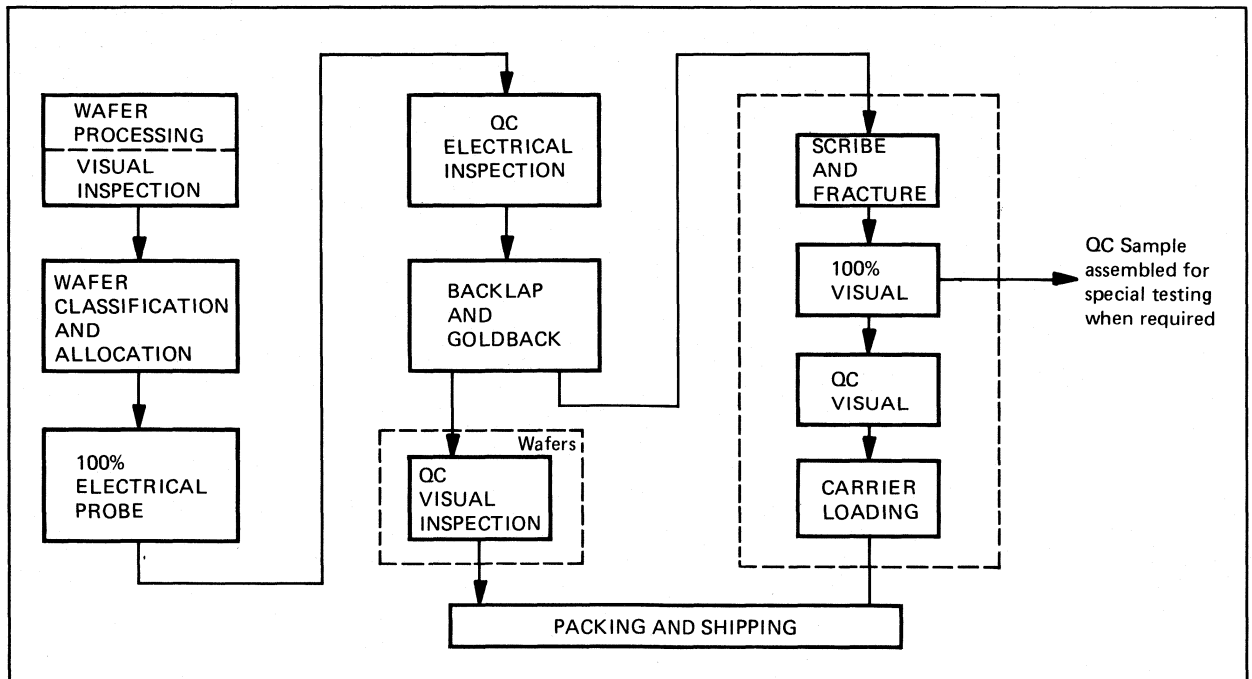 WAFER
PROCESSING
VISUAL
INSPECTION
WAFER
CLASSIFICATION
AND
ALLOCATION
100%
ELECTRICAL
PROBE
QC
ELECTRICAL
INSPECTION
BACKLAP
AND
GOLDBACK
Wafers
QC
VISUAL
INSPECTION
SCRIBE
AND
FRACTURE
100%
VISUAL
QC
VISUAL
CARRIER
LOADING
QC Sample
assembled for
special testing
when required
PACKING AND SHIPPING